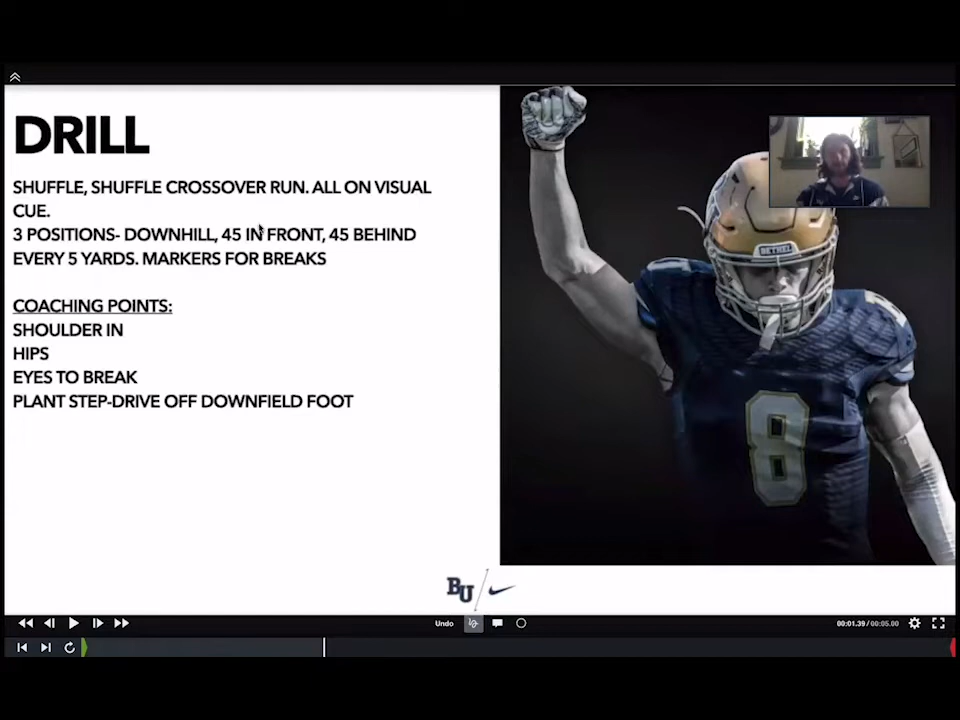 DRILL
SHUFFLE, SHUFFLE CROSSOVER RUN. ALL ON VISUAL
CUE.
3 POSITIONS- DOWNHILL, 45 IN FRONT, 45 BEHIND
EVERY 5 YARDS. MARKERS FOR BREAKS
COACHING POINTS:
SHOULDER IN
HIPS
EYES TO BREAK
PLANT STEP-DRIVE OFF DOWNFIELD FOOT
BETHEL
8
BU
Undo
00:01.39 / 00:05.00